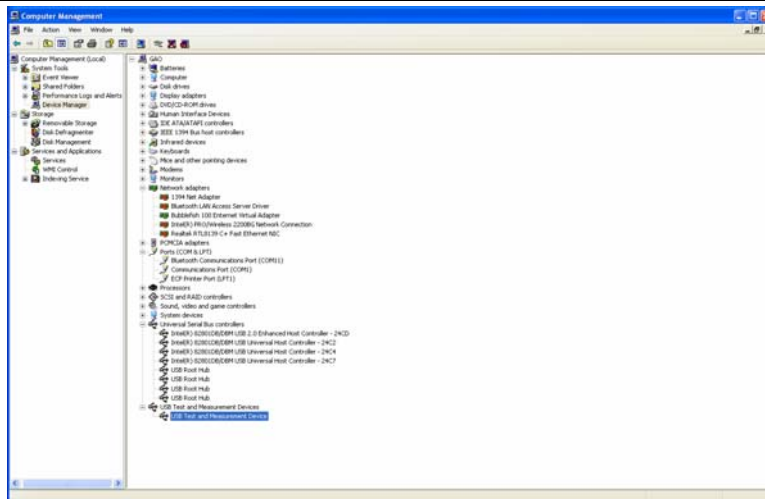 Computer Management
File Action View Window Help
Computer Management (Local)
System Tools
Event Viewer
Shared Folders
Performance Logs and Alerts
Device Manager
Storage
Removable Storage
Disk Defragmenter
Disk Management
Services and Applications
Services
WMI Control
Indexing Service
GAO
Batteries
Computer
Disk drives
Display adapters
DVD/CD-ROM drives
Human Interface Devices
IDE ATA/ATAPI controllers
IEEE 1394 Bus host controllers
Infrared devices
Keyboards
Mice and other pointing devices
Modems
Monitors
Network adapters
1394 Net Adapter
Bluetooth LAN Access Server Driver
Bubblefish 100 Ethernet Virtual Adapter
Intel(R) PRO/Wireless 2200BG Network Connection
Realtek RTL8139 C+ Fast Ethernet NIC
PCMCIA adapters
Ports (COM & LPT)
Bluetooth Communications Port (COM11)
Communications Port (COM1)
ECP Printer Port (LPT1)
Processors
SCSI and RAID controllers
Sound, video and game controllers
System devices
Universal Serial Bus controllers
Intel(R) 82801DB/DBM USB 2.0 Enhanced Host Controller - 24CD
Intel(R) 82801DB/DBM USB Universal Host Controller - 24C2
Intel(R) 82801DB/DBM USB Universal Host Controller - 24C4
Intel(R) 82801DB/DBM USB Universal Host Controller - 24C7
USB Root Hub
USB Root Hub
USB Root Hub
USB Root Hub
USB Test and Measurement Devices
USB Test and Measurement Device